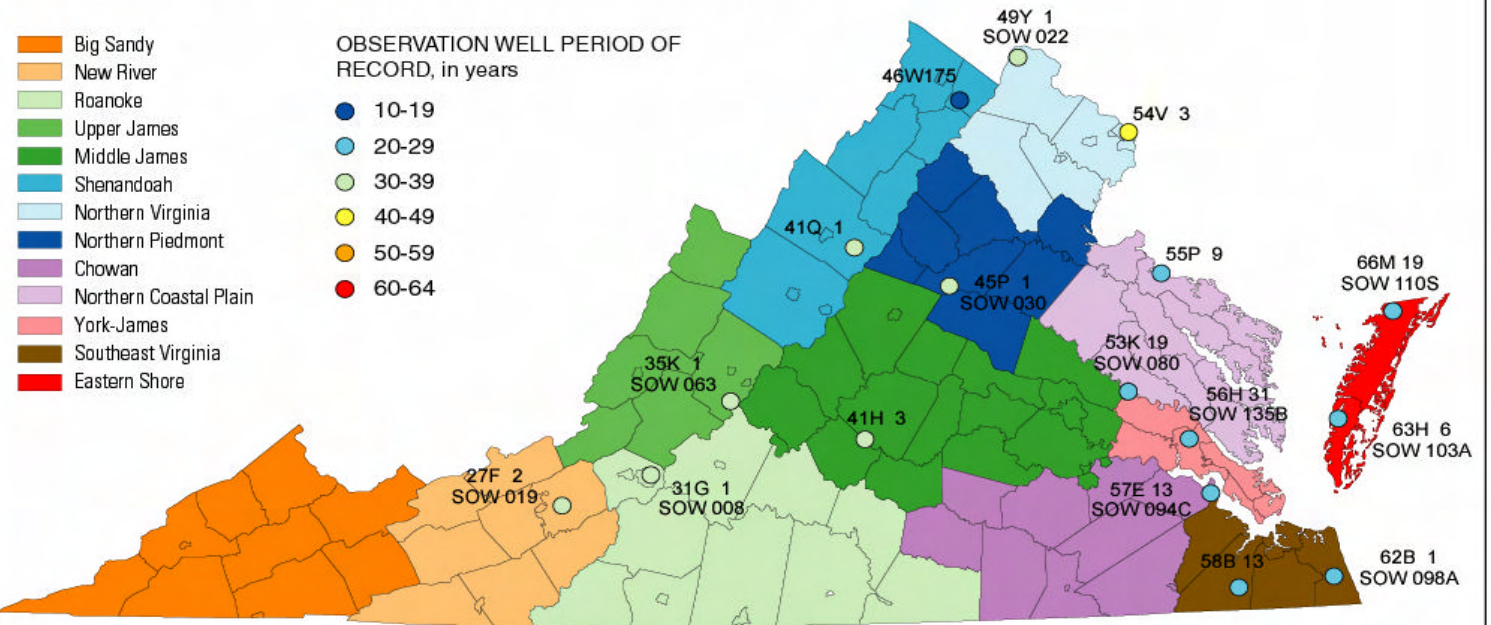 Big Sandy
New River
Roanoke
Upper James
Middle James
Shenandoah
Northern Virginia
Northern Piedmont
Chowan
Northern Coastal Plain
York-James
Southeast Virginia
Eastern Shore
OBSERVATION WELL PERIOD OF
RECORD, in years
10-19
20-29
30-39
40-49
50-59
60-64
49Y 1
SOW 022
46W175
54V 3
41Q 1
45P 1
SOW 030
55P 9
66M 19
SOW 110S
53K 19
SOW 080
35K 1
SOW 063
56H 31
SOW 135B
41H 3
63H 6
SOW 103A
27F 2
SOW 019
31G 1
SOW 008
57E 13
SOW 094C
58B 13
62B 1
SOW 098A